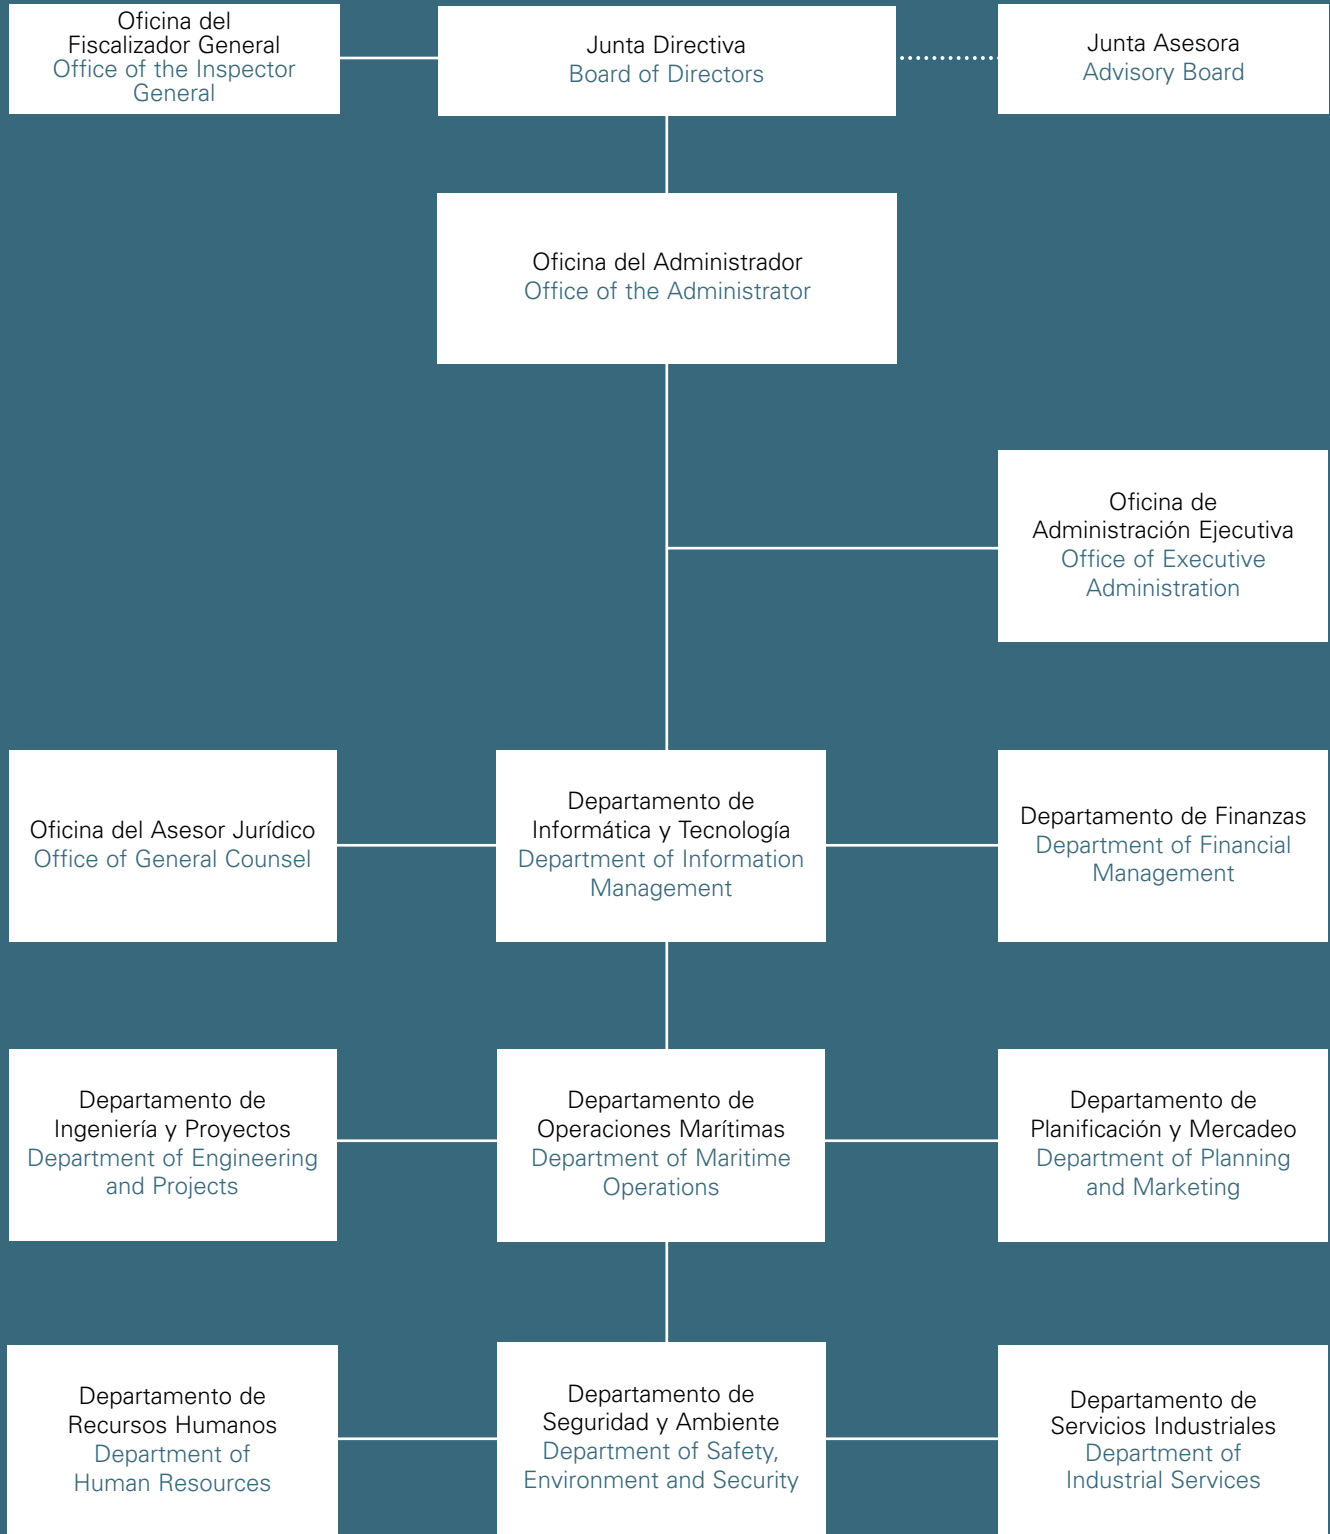 Oficina del
Fiscalizador General
Office of the Inspector
General
Junta Directiva
Board of Directors
Junta Asesora
Advisory Board
Oficina del Administrador
Office of the Administrator
Oficina de
Administración Ejecutiva
Office of Executive
Administration
Oficina del Asesor Jurídico
Office of General Counsel
Departamento de
Informática y Tecnología
Department of Information
Management
Departamento de Finanzas
Department of Financial
Management
Departamento de
Ingeniería y Proyectos
Department of Engineering
and Projects
Departamento de
Operaciones Marítimas
Department of Maritime
Operations
Departamento de
Planificación y Mercadeo
Department of Planning
and Marketing
Departamento de
Recursos Humanos
Department of
Human Resources
Departamento de
Seguridad y Ambiente
Department of Safety,
Environment and Security
Departamento de
Servicios Industriales
Department of
Industrial Services